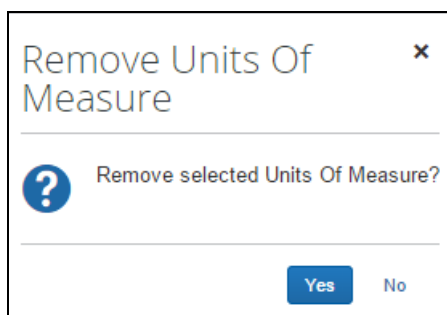 Remove Units Of
Measure
Remove selected Units Of Measure?
Yes No